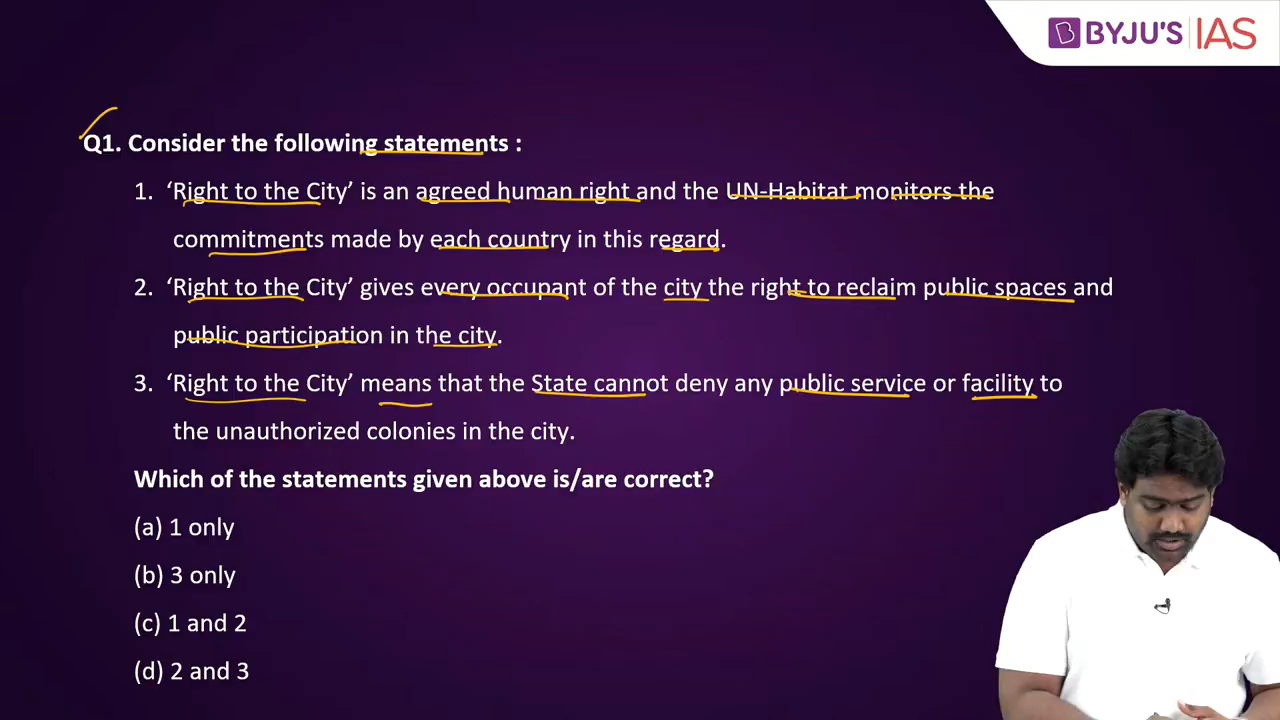 BYJU'S IAS
Q1. Consider the following statements :
1. ‘Right to the City’ is an agreed human right and the UN-Habitat monitors the
commitments made by each country in this regard.
2. ‘Right to the City’ gives every occupant of the city the right to reclaim public spaces and
public participation in the city.
3. ‘Right to the City’ means that the State cannot deny any public service or facility to
the unauthorized colonies in the city.
Which of the statements given above is/are correct?
(a) 1 only
(b) 3 only
(c) 1 and 2
(d) 2 and 3